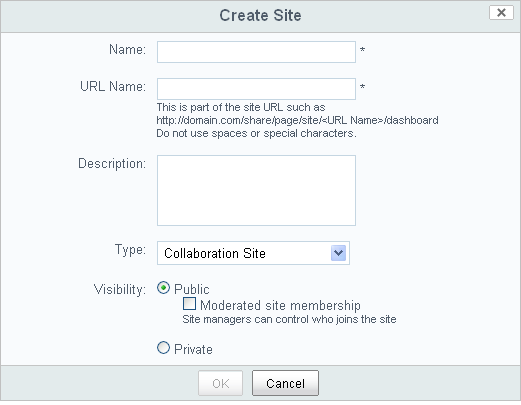 Create Site
Name: *
URL Name: *
This is part of the site URL such as
http://domain.com/share/page/site/<URL Name>/dashboard
Do not use spaces or special characters.
Description:
Type: Collaboration Site
Visibility: Public
Moderated site membership
Site managers can control who joins the site
Private
OK Cancel